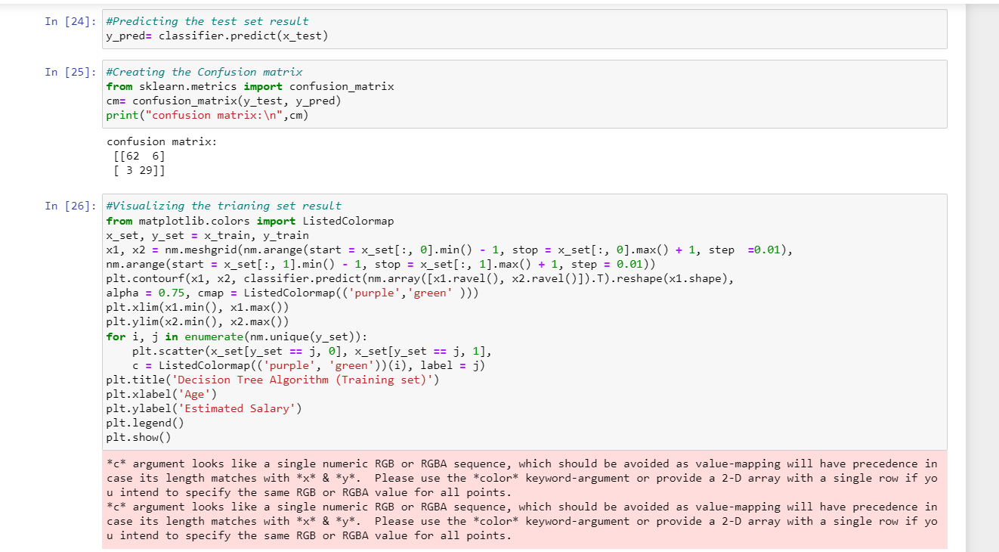 In [24]: #Predicting the test set result
y_pred= classifier.predict(x_test)
In [25]: #Creating the Confusion matrix
from sklearn.metrics import confusion_matrix
cm= confusion_matrix(y_test, y_pred)
print("confusion matrix:\n",cm)
confusion matrix:
 [[62  6]
 [ 3 29]]
In [26]: #Visualizing the trianing set result
from matplotlib.colors import ListedColormap
x_set, y_set = x_train, y_train
x1, x2 = nm.meshgrid(nm.arange(start = x_set[:, 0].min() - 1, stop = x_set[:, 0].max() + 1, step  =0.01),
nm.arange(start = x_set[:, 1].min() - 1, stop = x_set[:, 1].max() + 1, step = 0.01))
plt.contourf(x1, x2, classifier.predict(nm.array([x1.ravel(), x2.ravel()]).T).reshape(x1.shape),
alpha = 0.75, cmap = ListedColormap(('purple','green' )))
plt.xlim(x1.min(), x1.max())
plt.ylim(x2.min(), x2.max())
for i, j in enumerate(nm.unique(y_set)):
    plt.scatter(x_set[y_set == j, 0], x_set[y_set == j, 1],
    c = ListedColormap(('purple', 'green'))(i), label = j)
plt.title('Decision Tree Algorithm (Training set)')
plt.xlabel('Age')
plt.ylabel('Estimated Salary')
plt.legend()
plt.show()
*c* argument looks like a single numeric RGB or RGBA sequence, which should be avoided as value-mapping will have precedence in
case its length matches with *x* & *y*.  Please use the *color* keyword-argument or provide a 2-D array with a single row if yo
u intend to specify the same RGB or RGBA value for all points.
*c* argument looks like a single numeric RGB or RGBA sequence, which should be avoided as value-mapping will have precedence in
case its length matches with *x* & *y*.  Please use the *color* keyword-argument or provide a 2-D array with a single row if yo
u intend to specify the same RGB or RGBA value for all points.